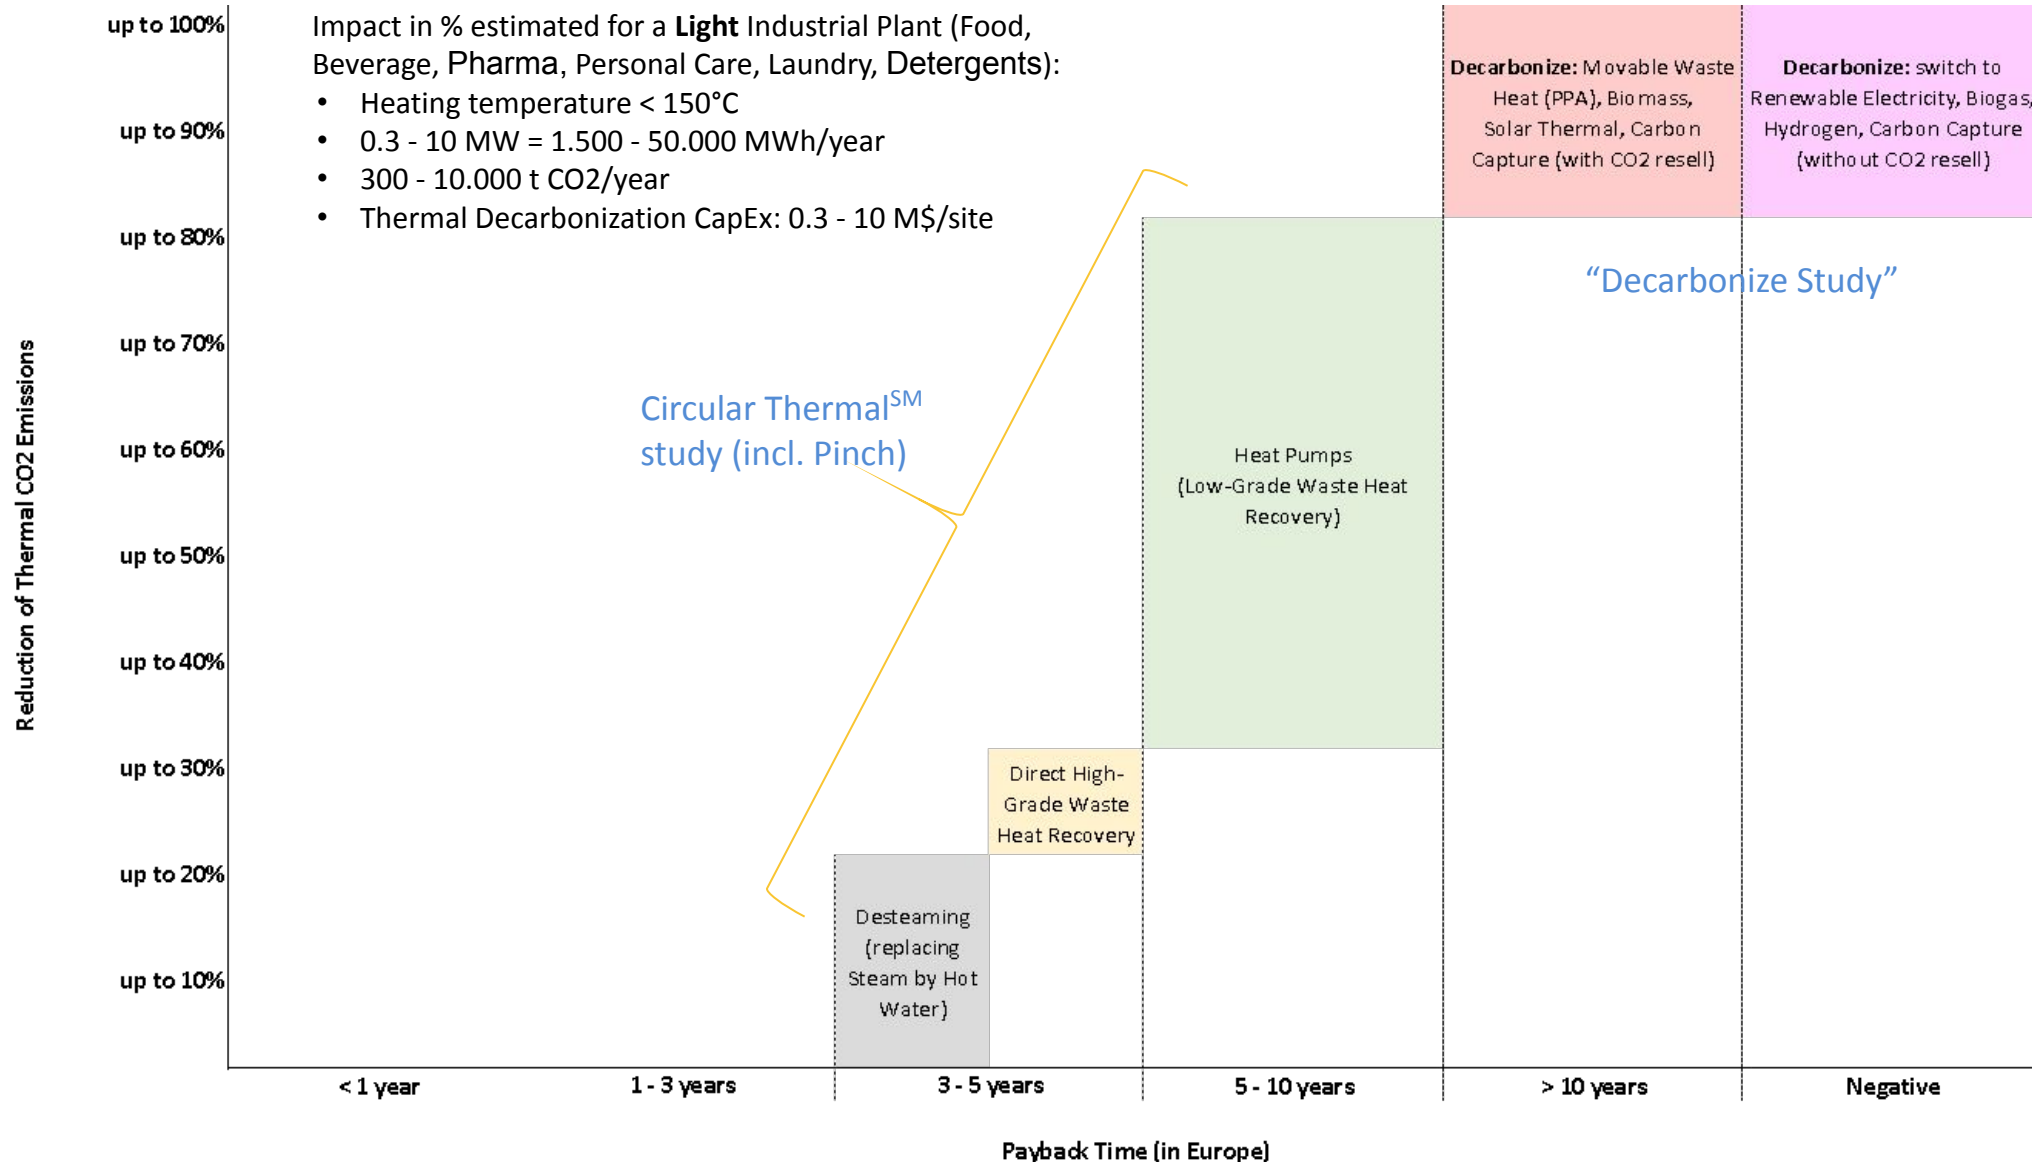 Impact in % estimated for a Light Industrial Plant (Food,
Beverage, Pharma, Personal Care, Laundry, Detergents):
• Heating temperature < 150°C
• 0.3 - 10 MW = 1.500 - 50.000 MWh/year
• 300 - 10.000 t CO2/year
• Thermal Decarbonization CapEx: 0.3 - 10 M$/site
Reduction of Thermal CO2 Emissions
up to 100%
up to 90%
up to 80%
up to 70%
up to 60%
up to 50%
up to 40%
up to 30%
up to 20%
up to 10%
Decarbonize: Movable Waste
Heat (PPA), Biomass,
Solar Thermal, Carbon
Capture (with CO2 resell)
Decarbonize: switch to
Renewable Electricity, Biogas,
Hydrogen, Carbon Capture
(without CO2 resell)
“Decarbonize Study”
Circular Thermal℠
study (incl. Pinch)
Heat Pumps
(Low-Grade Waste Heat
Recovery)
Direct High-
Grade Waste
Heat Recovery
Desteaming
(replacing
Steam by Hot
Water)
< 1 year
1 - 3 years
3 - 5 years
5 - 10 years
> 10 years
Negative
Payback Time (in Europe)